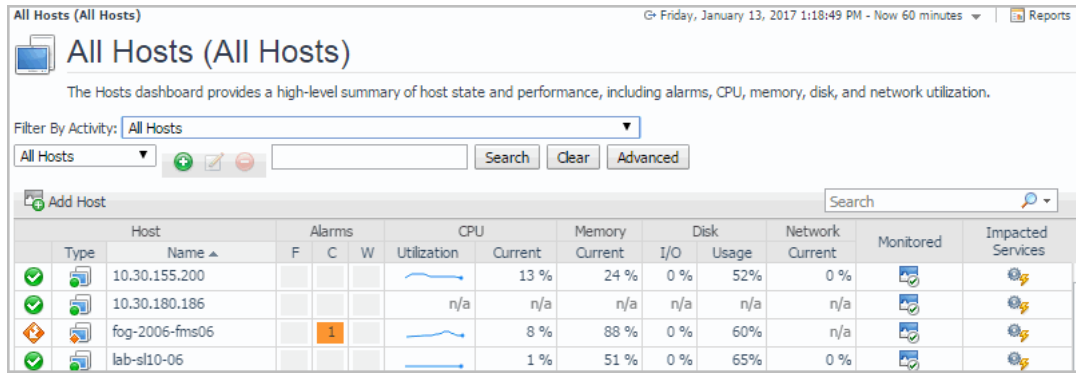 All Hosts (All Hosts) Friday, January 13, 2017 1:18:49 PM - Now 60 minutes Reports
All Hosts (All Hosts)
The Hosts dashboard provides a high-level summary of host state and performance, including alarms, CPU, memory, disk, and network utilization.
Filter By Activity: All Hosts
All Hosts Search Clear Advanced
Add Host Search
Host Alarms CPU Memory Disk Network Monitored Impacted Services
Type Name F C W Utilization Current Current I/O Usage Current
10.30.155.200 13 % 24 % 0 % 52% 0 %
10.30.180.186 n/a n/a n/a n/a n/a n/a
fog-2006-fms06 1 8 % 88 % 0 % 60% n/a
lab-sl10-06 1 % 51 % 0 % 65% 0 %